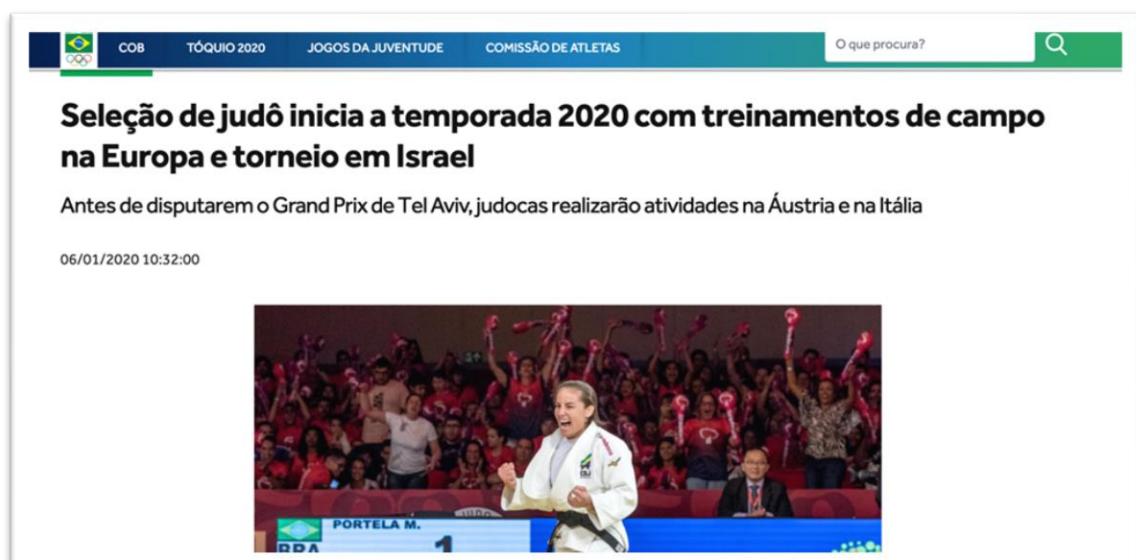 COB TÓQUIO 2020 JOGOS DA JUVENTUDE COMISSÃO DE ATLETAS O que procura?
Seleção de judô inicia a temporada 2020 com treinamentos de campo
na Europa e torneio em Israel
Antes de disputarem o Grand Prix de Tel Aviv, judocas realizarão atividades na Áustria e na Itália
06/01/2020 10:32:00
PORTELA M.
BRA 1